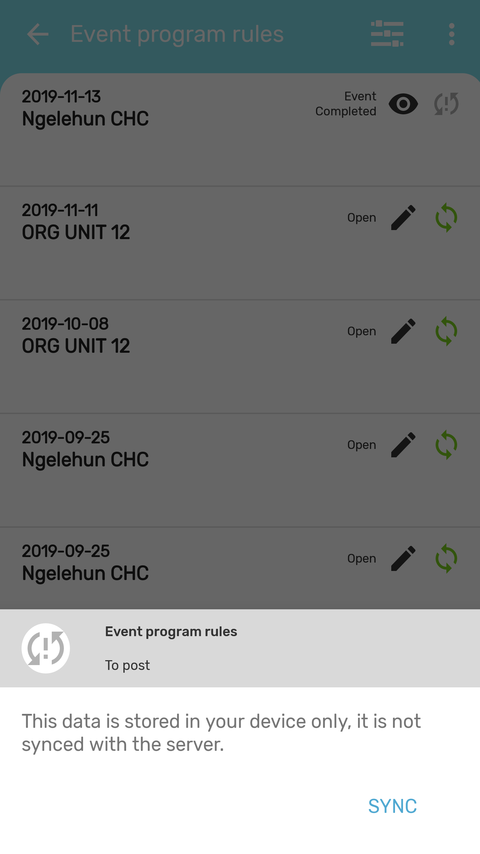 Event program rules
2019-11-13
Ngelehun CHC
Event
Completed
2019-11-11
ORG UNIT 12
Open
2019-10-08
ORG UNIT 12
Open
2019-09-25
Ngelehun CHC
Open
2019-09-25
Ngelehun CHC
Open
Event program rules
To post
This data is stored in your device only, it is not
synced with the server.
SYNC